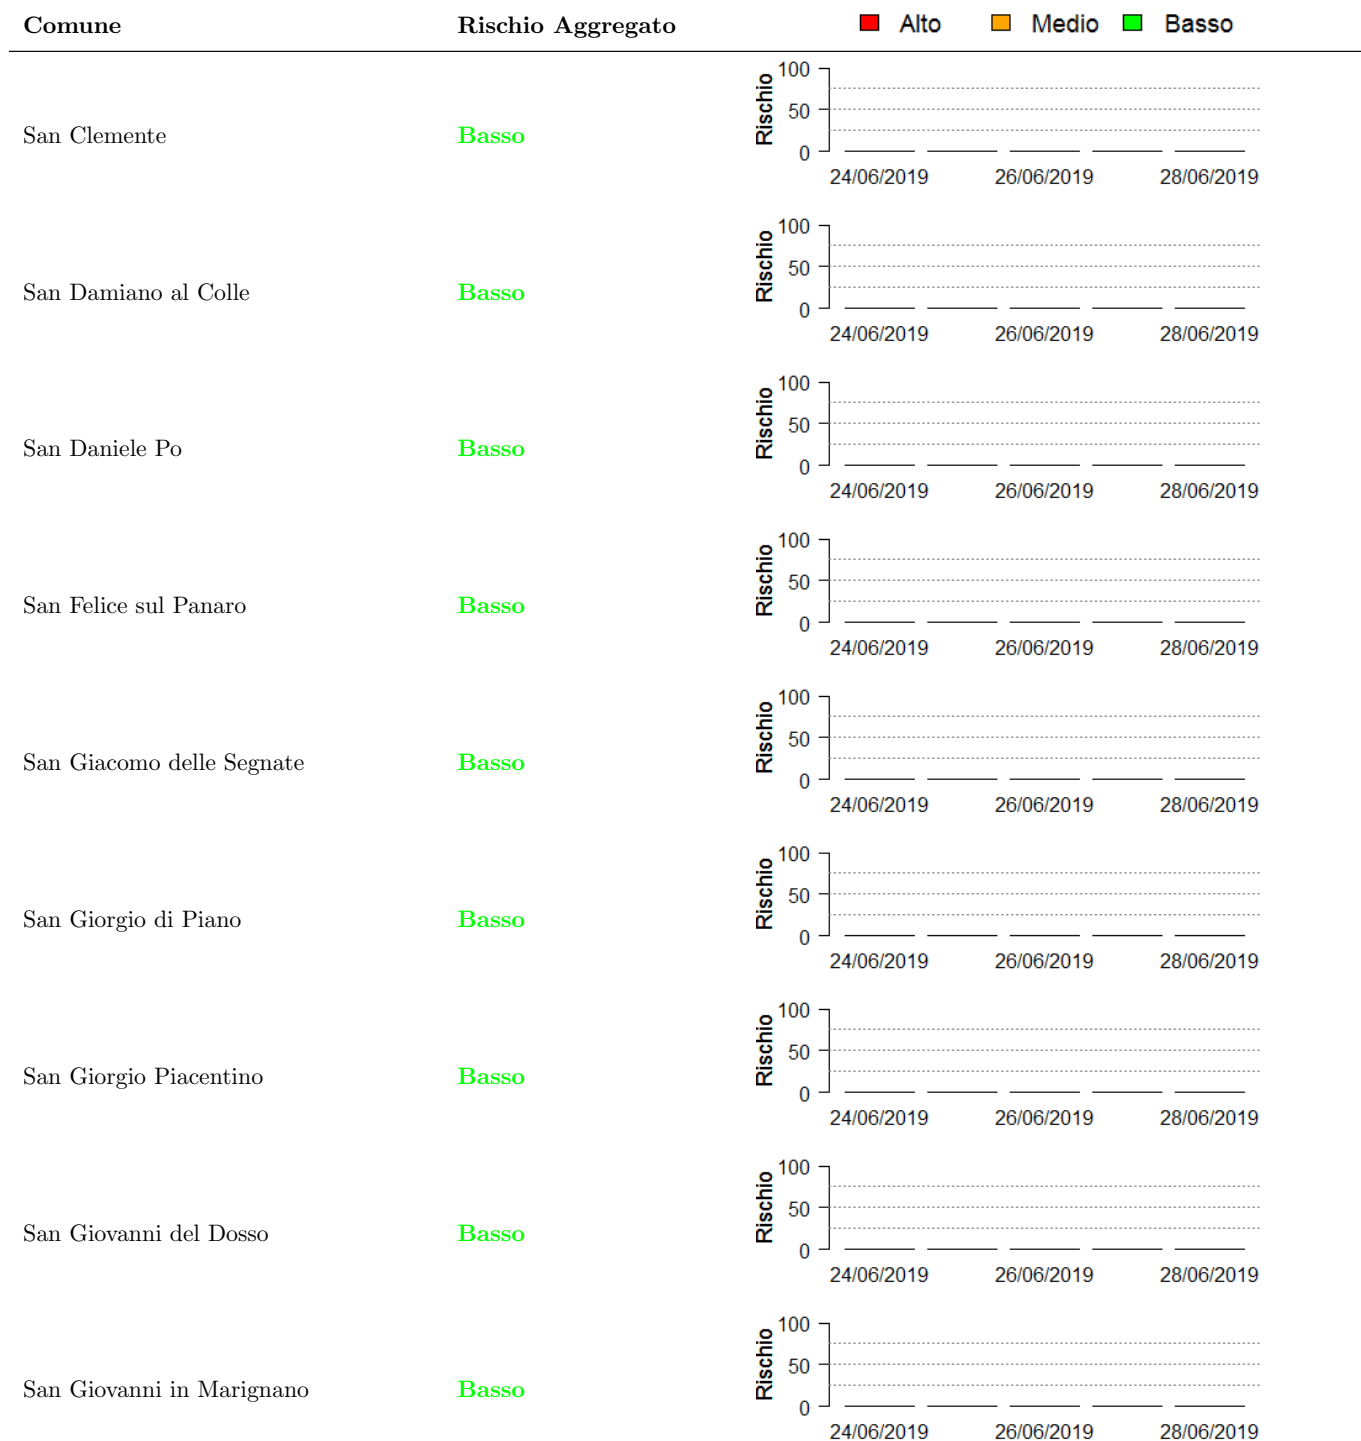 Comune Rischio Aggregato Alto Medio Basso
100
50
0
Rischio
San Clemente Basso
24/06/2019 26/06/2019 28/06/2019
100
50
0
Rischio
San Damiano al Colle Basso
24/06/2019 26/06/2019 28/06/2019
100
50
0
Rischio
San Daniele Po Basso
24/06/2019 26/06/2019 28/06/2019
100
50
0
Rischio
San Felice sul Panaro Basso
24/06/2019 26/06/2019 28/06/2019
100
50
0
Rischio
San Giacomo delle Segnate Basso
24/06/2019 26/06/2019 28/06/2019
100
50
0
Rischio
San Giorgio di Piano Basso
24/06/2019 26/06/2019 28/06/2019
100
50
0
Rischio
San Giorgio Piacentino Basso
24/06/2019 26/06/2019 28/06/2019
100
50
0
Rischio
San Giovanni del Dosso Basso
24/06/2019 26/06/2019 28/06/2019
100
50
0
Rischio
San Giovanni in Marignano Basso
24/06/2019 26/06/2019 28/06/2019